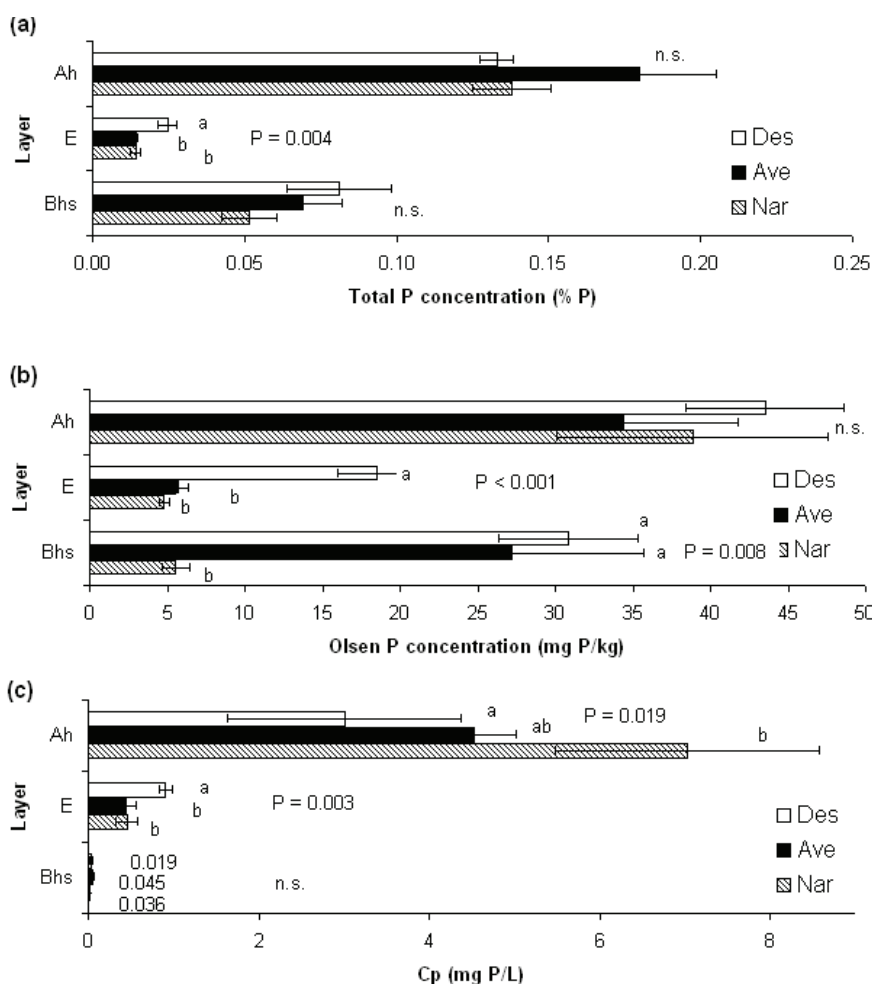 (a)
Ah
n.s.
E
a
b
b
P = 0.004
Bhs
n.s.
Layer
Des
Ave
Nar
0.00 0.05 0.10 0.15 0.20 0.25
Total P concentration (% P)
(b)
Ah
n.s.
E
a
b
b
P < 0.001
Bhs
a
a
b
P = 0.008
Layer
Des
Ave
Nar
0 5 10 15 20 25 30 35 40 45 50
Olsen P concentration (mg P/kg)
(c)
Ah
a
ab
b
P = 0.019
E
a
b
b
P = 0.003
Bhs
0.019
0.045
0.036
n.s.
Layer
Des
Ave
Nar
0 2 4 6 8
Cp (mg P/L)